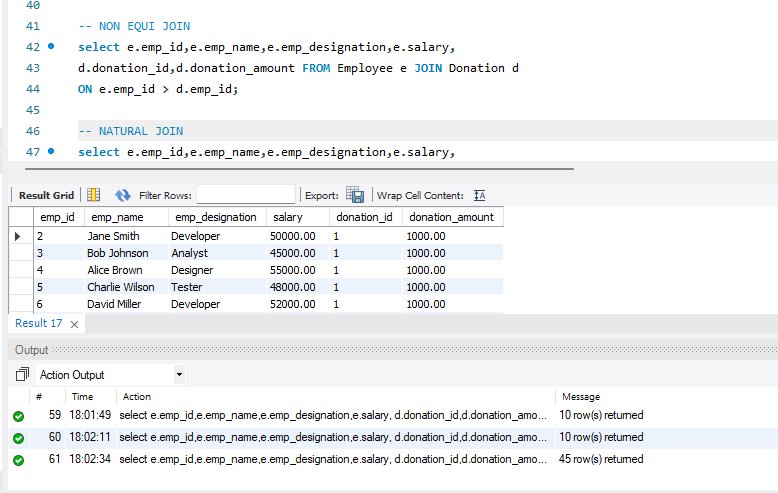 40
41 -- NON EQUI JOIN
42 select e.emp_id,e.emp_name,e.emp_designation,e.salary,
43 d.donation_id,d.donation_amount FROM Employee e JOIN Donation d
44 ON e.emp_id > d.emp_id;
45
46 -- NATURAL JOIN
47 select e.emp_id,e.emp_name,e.emp_designation,e.salary,
Result Grid Filter Rows: Export: Wrap Cell Content: IA
emp_id emp_name emp_designation salary donation_id donation_amount
2 Jane Smith Developer 50000.00 1 1000.00
3 Bob Johnson Analyst 45000.00 1 1000.00
4 Alice Brown Designer 55000.00 1 1000.00
5 Charlie Wilson Tester 48000.00 1 1000.00
6 David Miller Developer 52000.00 1 1000.00
Result 17
Output
Action Output
# Time Action Message
59 18:01:49 select e.emp_id,e.emp_name,e.emp_designation,e.salary, d.donation_id,d.donation_amo... 10 row(s) returned
60 18:02:11 select e.emp_id,e.emp_name,e.emp_designation,e.salary, d.donation_id,d.donation_amo... 10 row(s) returned
61 18:02:34 select e.emp_id,e.emp_name,e.emp_designation,e.salary, d.donation_id,d.donation_amo... 45 row(s) returned